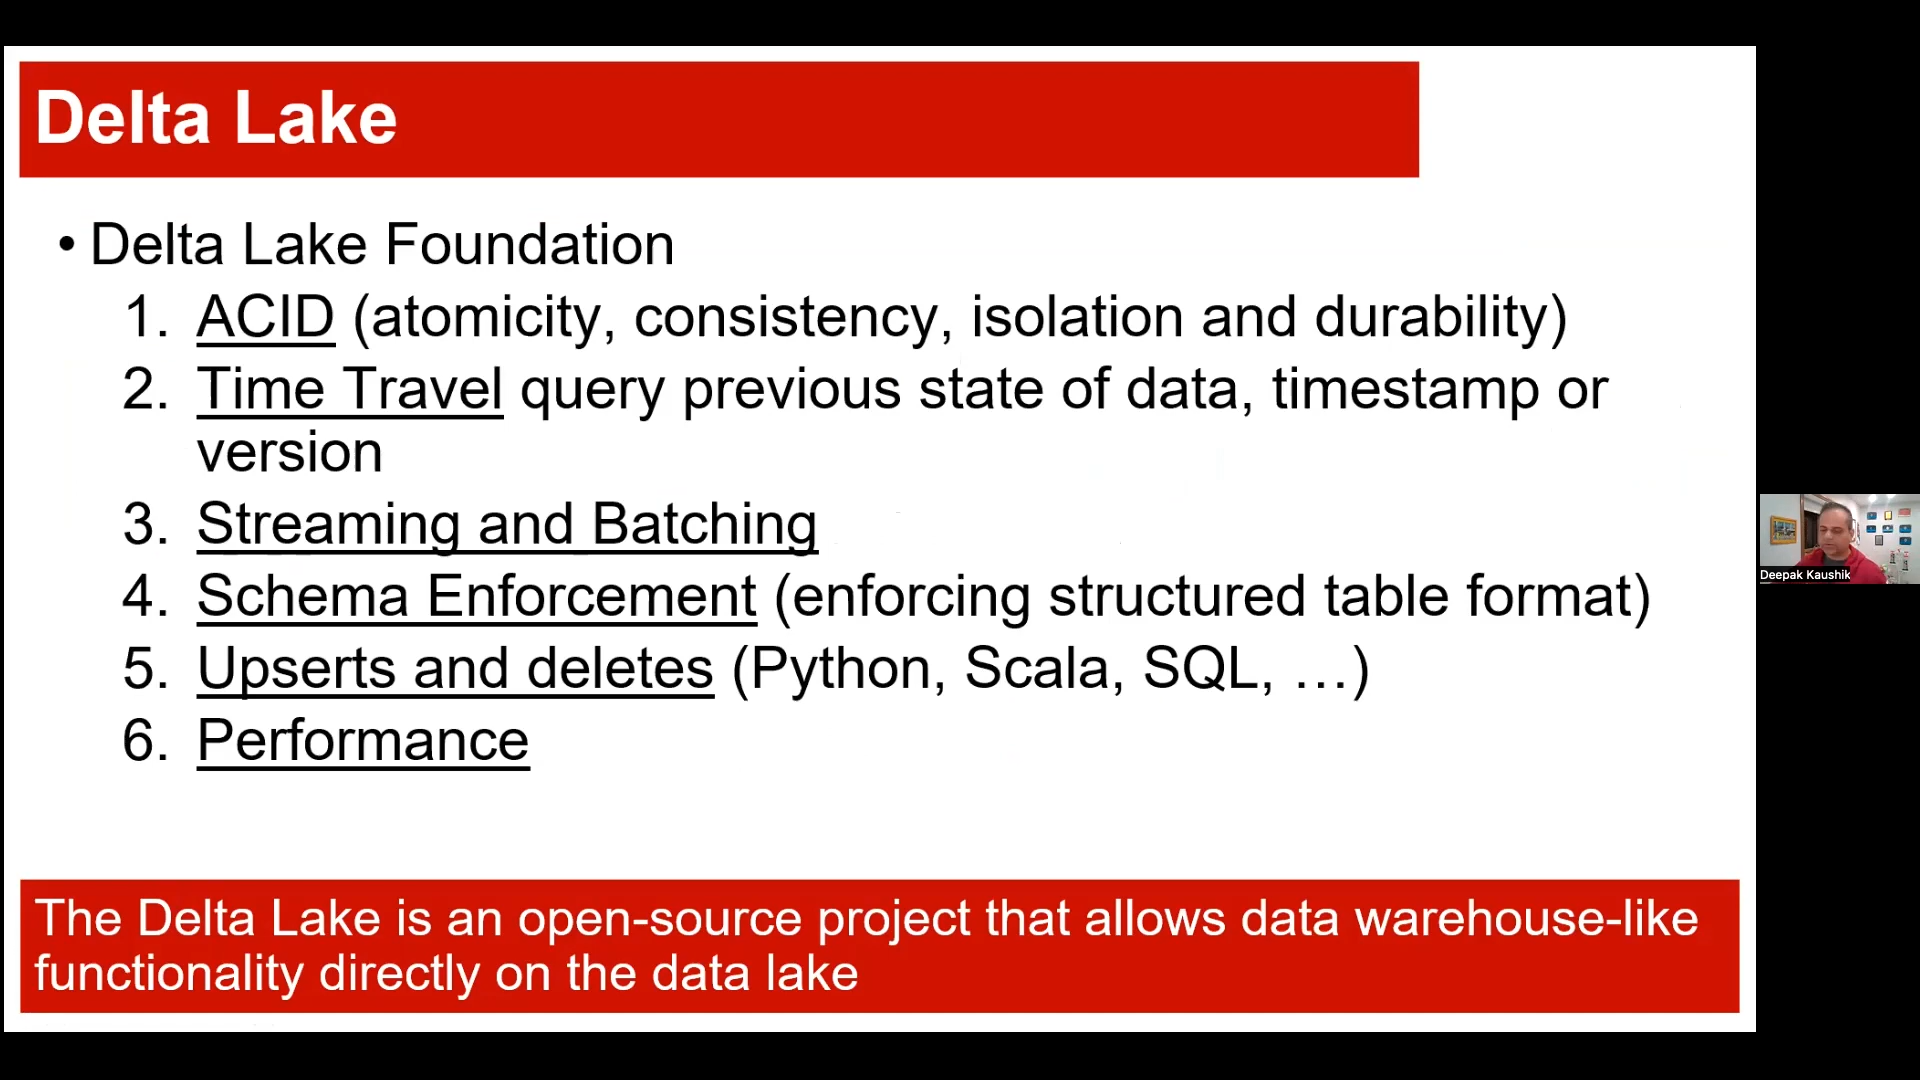 Delta Lake
• Delta Lake Foundation
1. ACID (atomicity, consistency, isolation and durability)
2. Time Travel query previous state of data, timestamp or
version
3. Streaming and Batching
4. Schema Enforcement (enforcing structured table format)
5. Upserts and deletes (Python, Scala, SQL, …)
6. Performance
The Delta Lake is an open-source project that allows data warehouse-like
functionality directly on the data lake
Deepak Kaushik